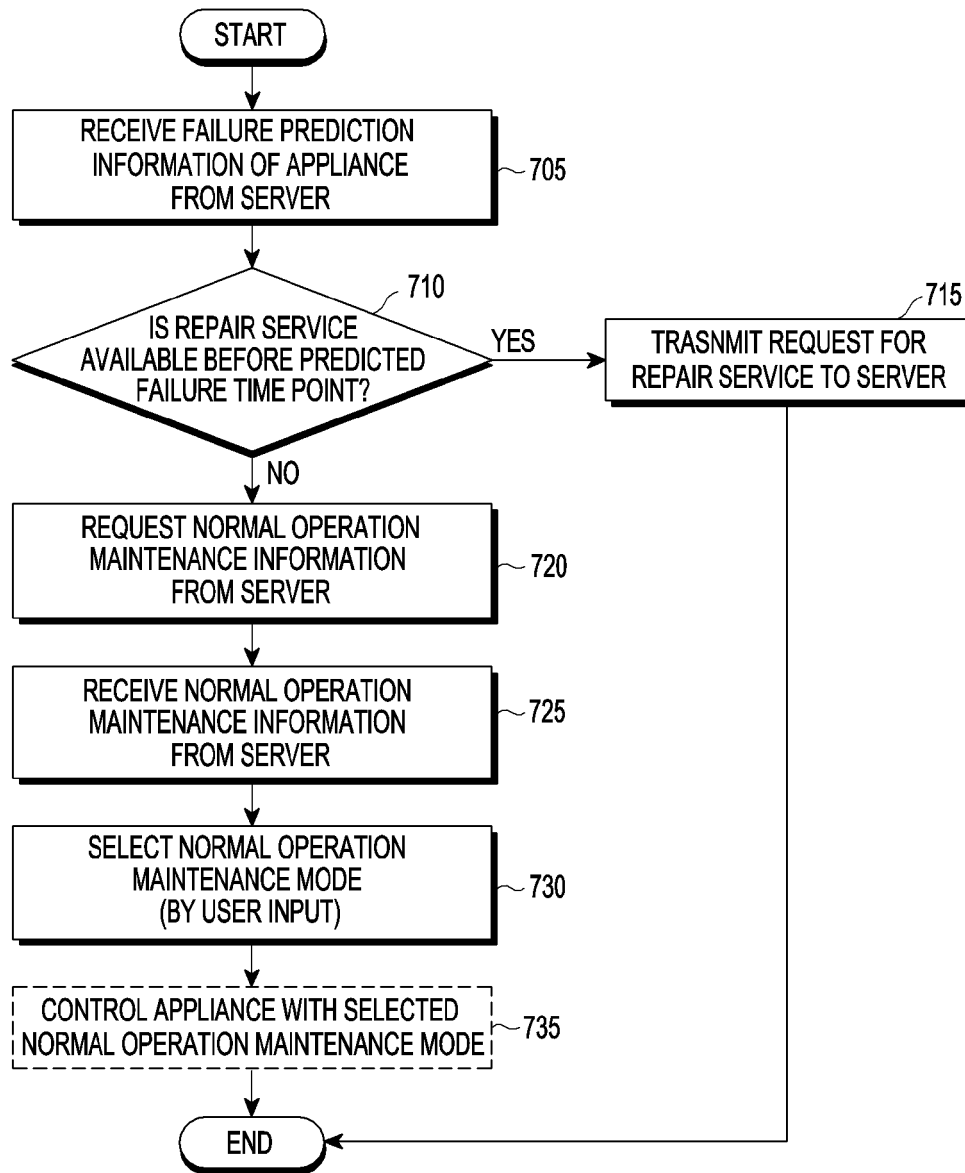 START
RECEIVE FAILURE PREDICTION
INFORMATION OF APPLIANCE
FROM SERVER
705
IS REPAIR SERVICE
AVAILABLE BEFORE PREDICTED
FAILURE TIME POINT?
710
YES
TRASNMIT REQUEST FOR
REPAIR SERVICE TO SERVER
715
NO
REQUEST NORMAL OPERATION
MAINTENANCE INFORMATION
FROM SERVER
720
RECEIVE NORMAL OPERATION
MAINTENANCE INFORMATION
FROM SERVER
725
SELECT NORMAL OPERATION
MAINTENANCE MODE
(BY USER INPUT)
730
CONTROL APPLIANCE WITH SELECTED
NORMAL OPERATION MAINTENANCE MODE
735
END